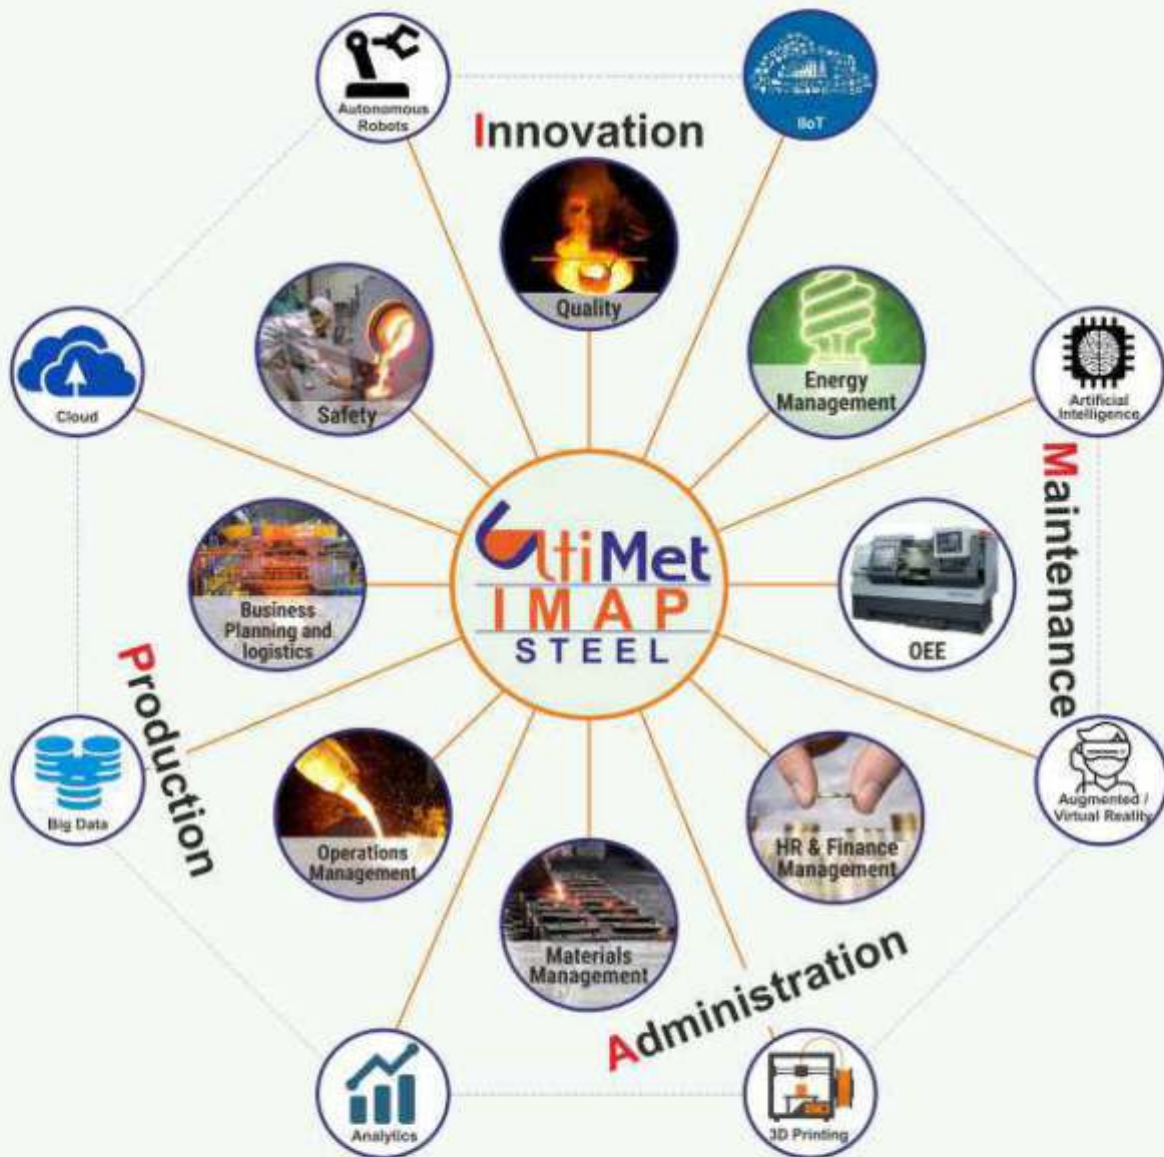 Autonomous
Robots
IIoT
Innovation
Quality
Safety
Energy
Management
Cloud
Artificial
Intelligence
Maintenance
UltiMet
IMAP
STEEL
Business
Planning and
logistics
OEE
Production
Big Data
Augmented /
Virtual Reality
Operations
Management
HR & Finance
Management
Materials
Management
Administration
Analytics
3D Printing